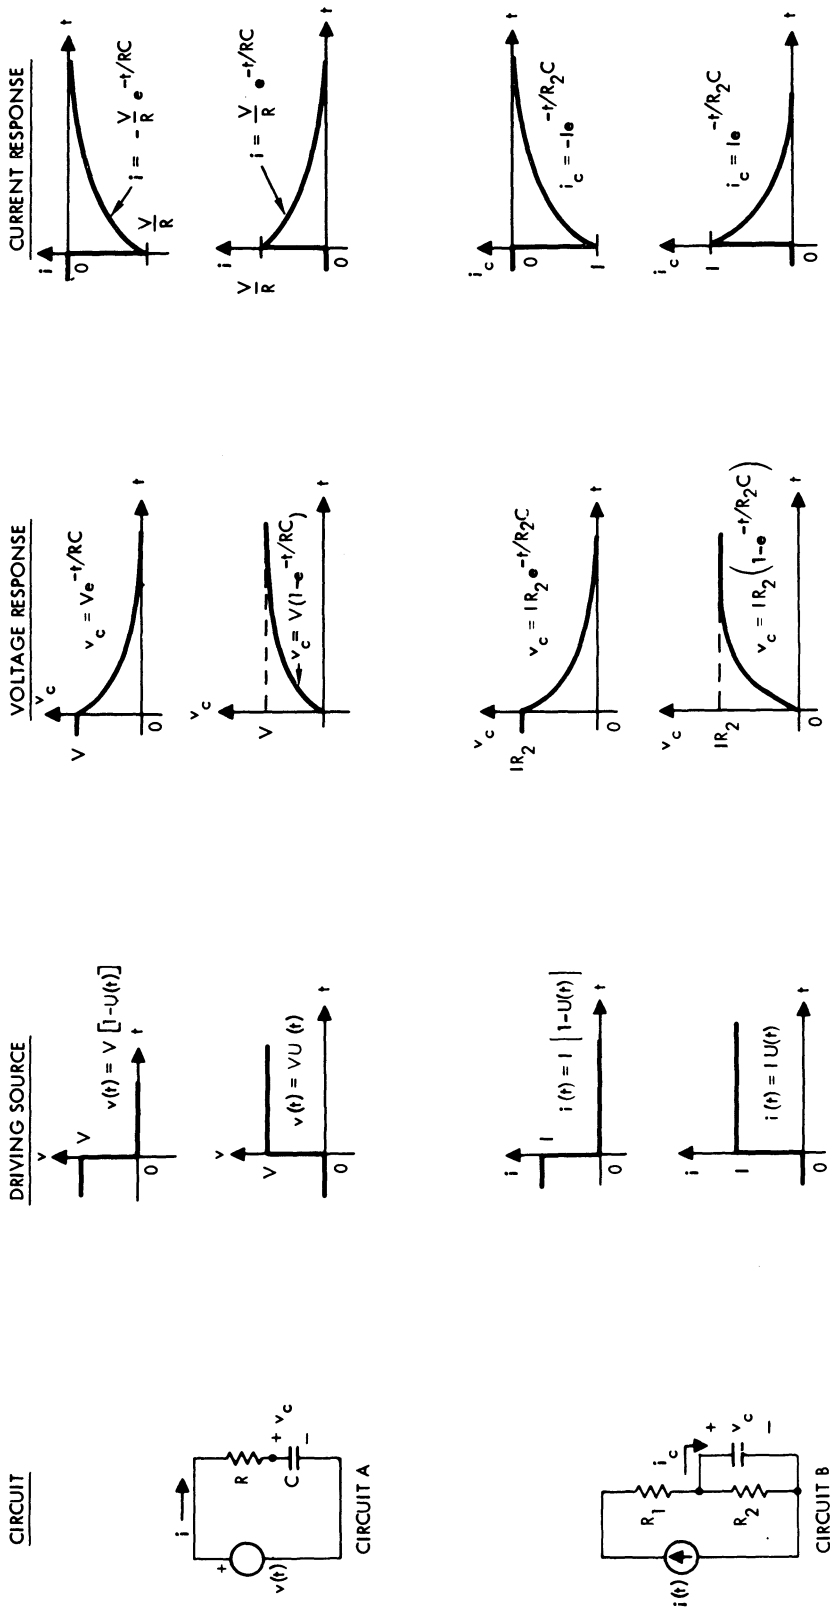 CIRCUIT DRIVING SOURCE VOLTAGE RESPONSE CURRENT RESPONSE
i
+
v(t)
R
C
+
v_c
−
CIRCUIT A
v
V
v(t) = V [1-U(t)]
0
t
v_c
V
v_c = Ve^-t/RC
0
t
i
0
V/R
i = -V/R e^-t/RC
t
v
V
v(t) = VU (t)
0
t
v_c
V
v_c = V(1-e^-t/RC)
t
i
V/R
i = V/R e^-t/RC
0
t
i(t)
R_1
R_2
i_c
+
v_c
−
CIRCUIT B
i
I
i (t) = I |1-U(t)|
0
t
v_c
IR_2
v_c = IR_2 e^-t/R_2C
0
t
i_c
0
I
i_c = -Ie^-t/R_2C
t
i
I
i (t) = I U(t)
0
t
v_c
IR_2
v_c = IR_2 (1-e^-t/R_2C)
0
t
i_c
I
i_c = Ie^-t/R_2C
0
t